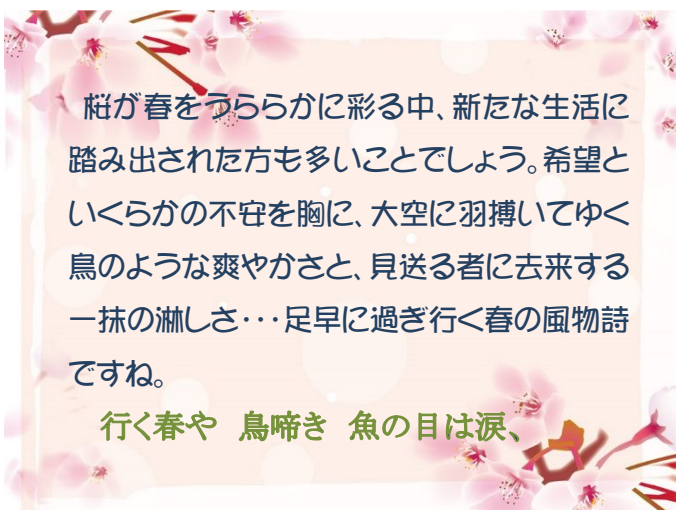 桜が春をうららかに彩る中、新たな生活に
踏み出された方も多いことでしょう。希望と
いくらかの不安を胸に、大空に羽搏いてゆく
鳥のような爽やかさと、見送る者に去来する
一抹の淋しさ・・・足早に過ぎ行く春の風物詩
ですね。
行く春や　鳥啼き　魚の目は涙、